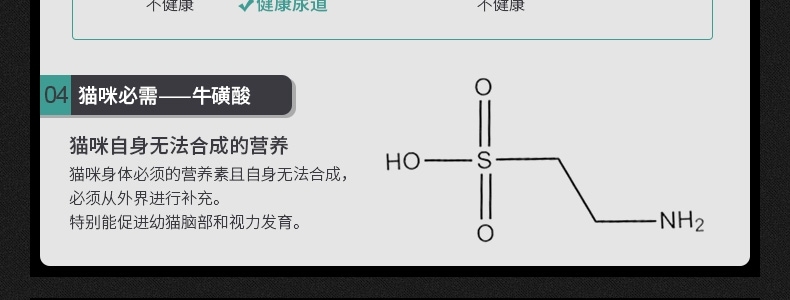 不健康 ✓健康尿道 不健康
04 猫咪必需——牛磺酸
猫咪自身无法合成的营养
猫咪身体必须的营养素且自身无法合成，
必须从外界进行补充。
特别能促进幼猫脑部和视力发育。
O
HO S
NH₂
O